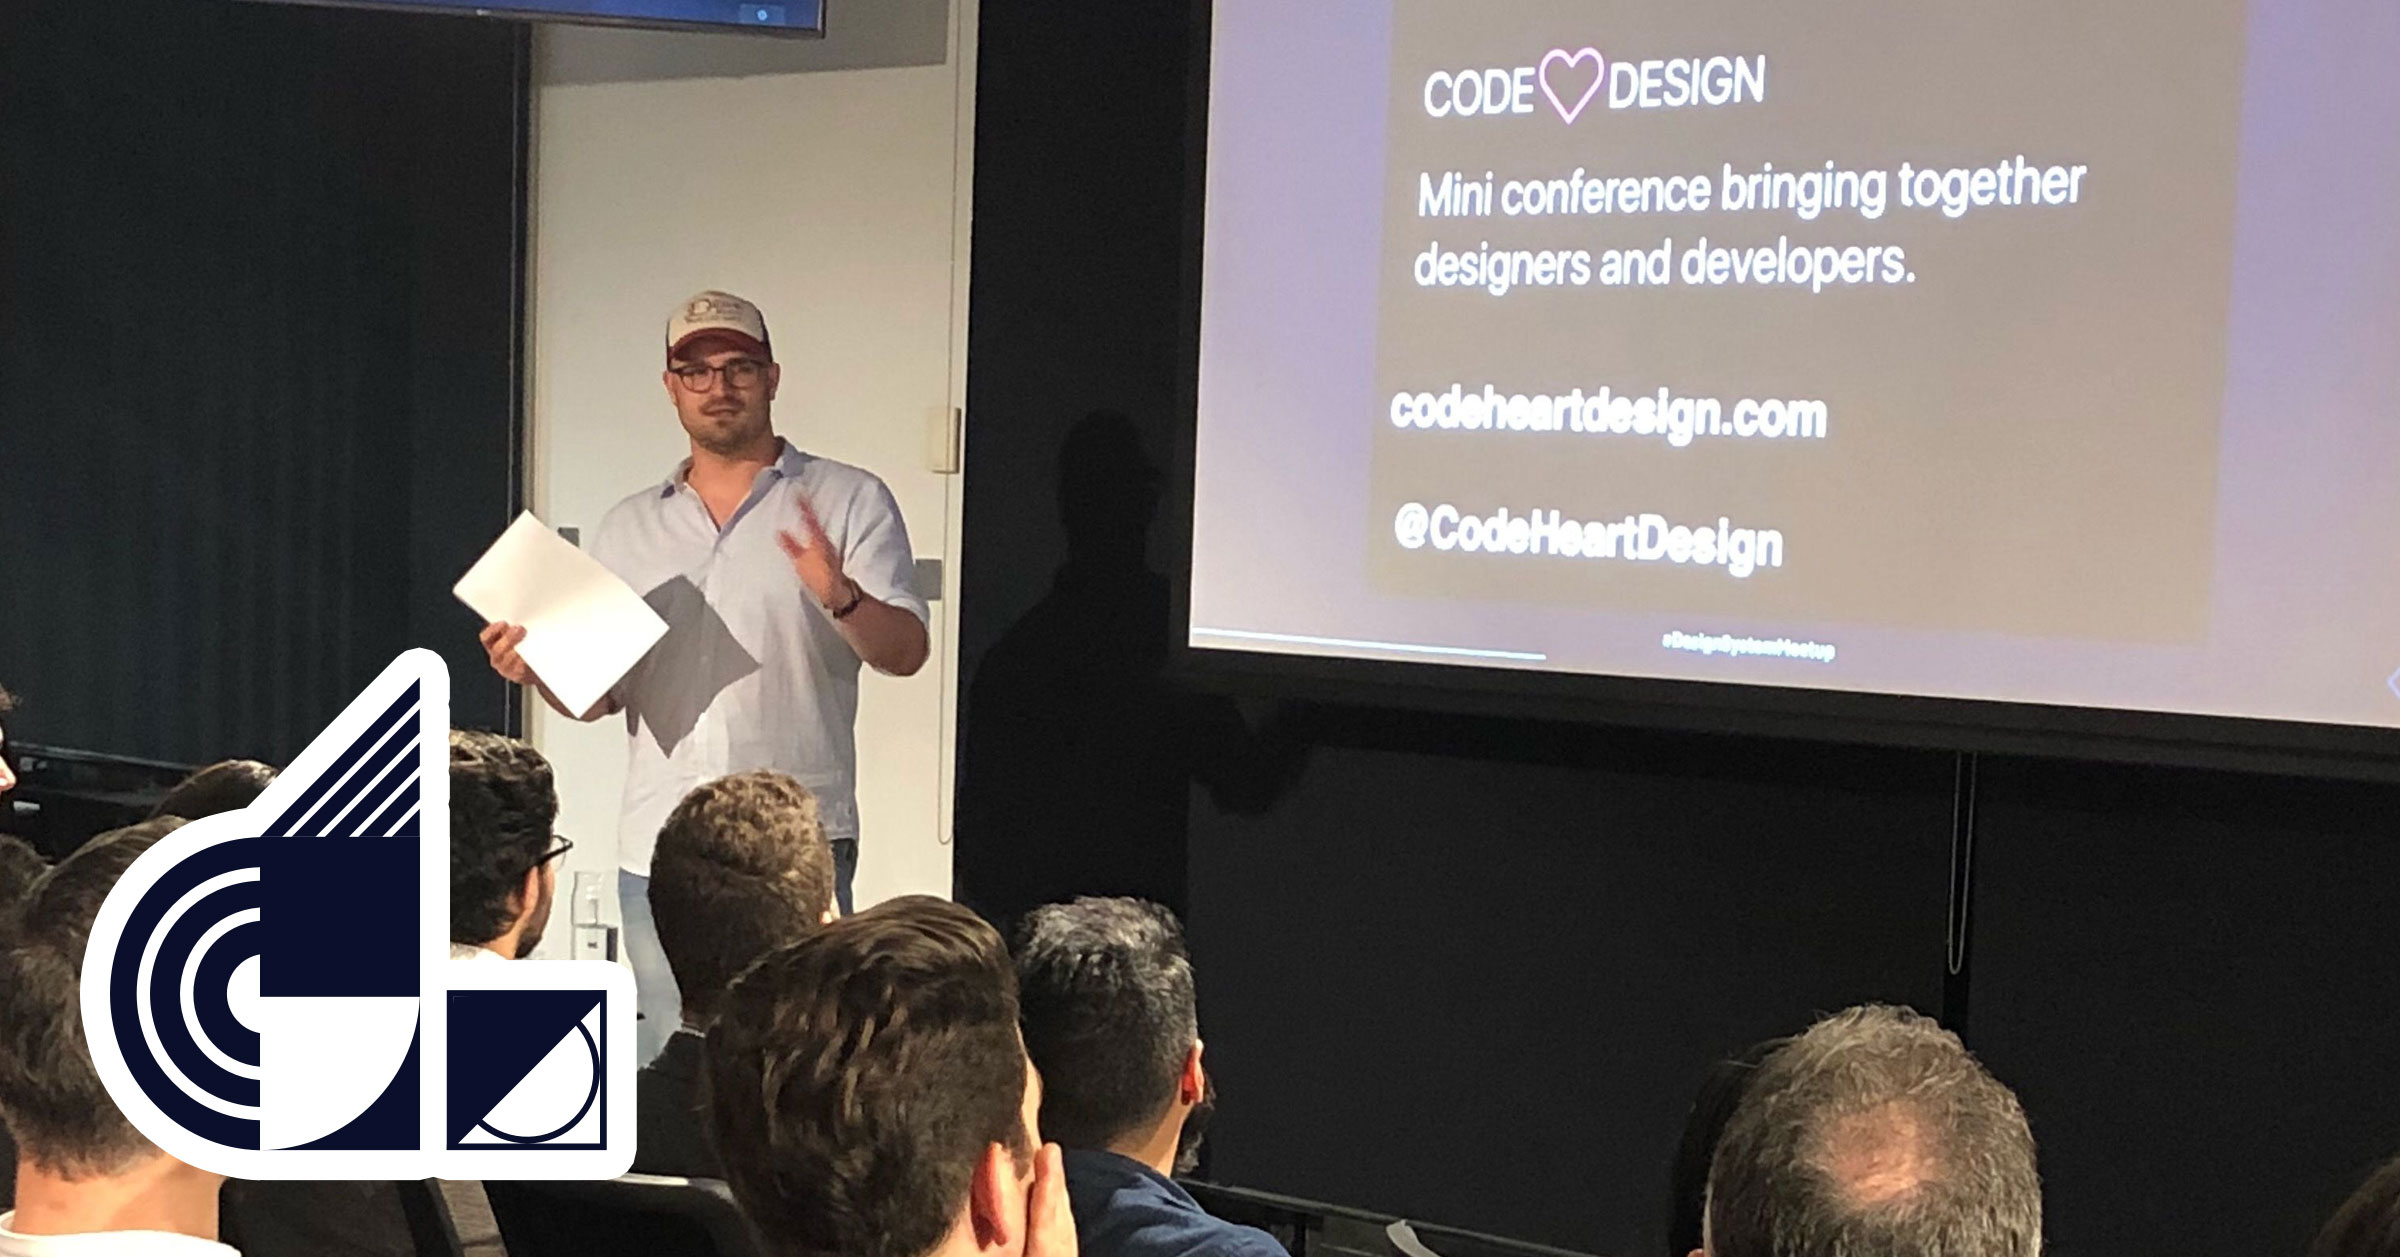 CODE♡DESIGN
Mini conference bringing together
designers and developers.
codeheartdesign.com
@CodeHeartDesign
#DesignSystemMeetup